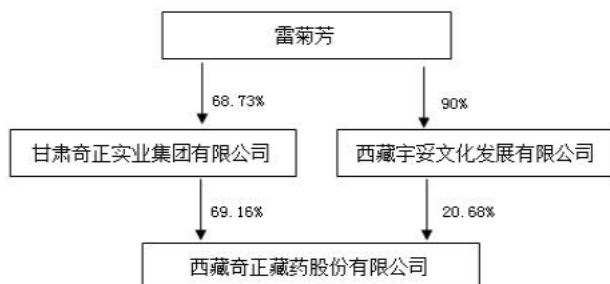 雷菊芳
68.73%
90%
甘肃奇正实业集团有限公司
西藏宇妥文化发展有限公司
69.16%
20.68%
西藏奇正藏药股份有限公司